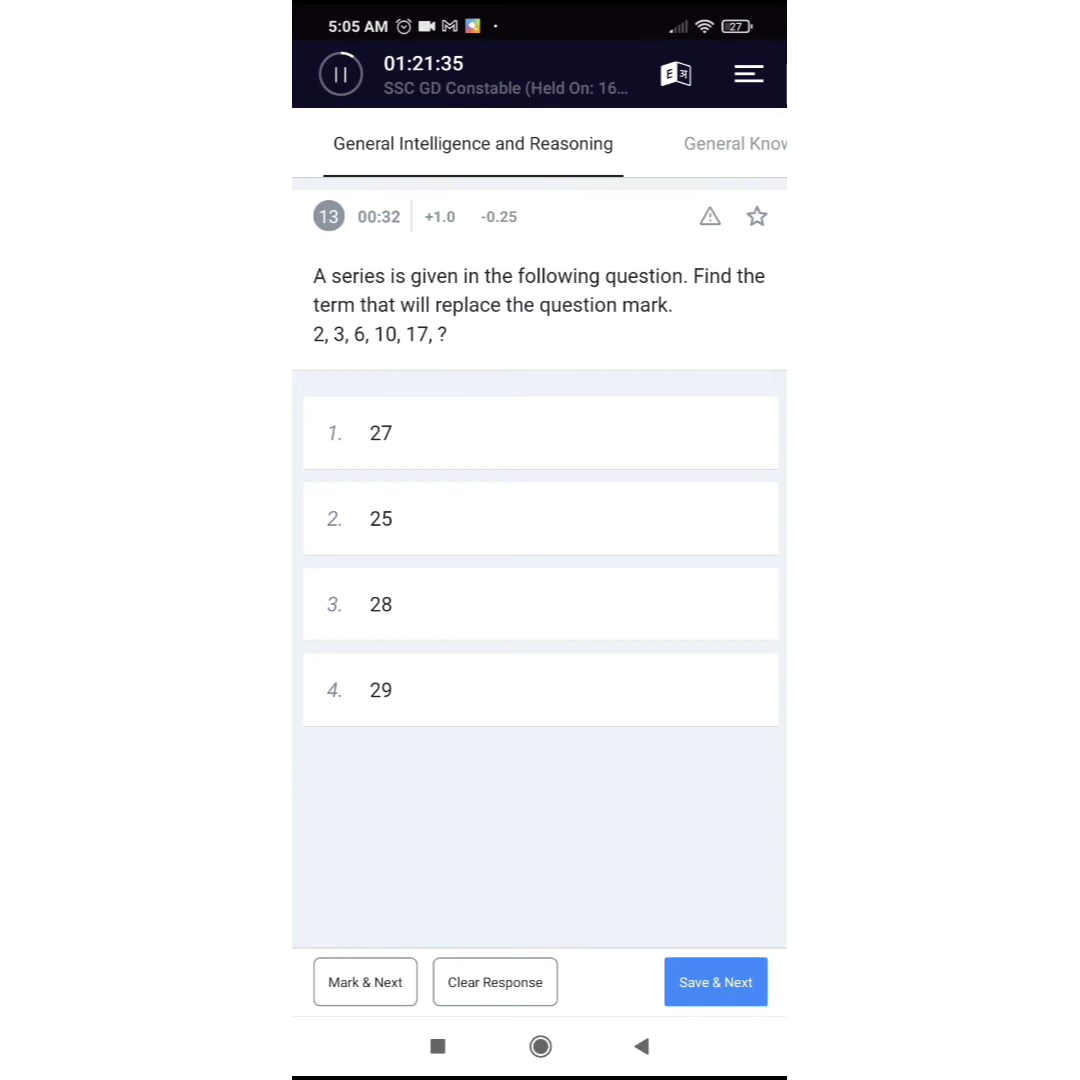 5:05 AM
27
01:21:35
SSC GD Constable (Held On: 16...
E अ
General Intelligence and Reasoning
General Know
13 00:32 +1.0 -0.25
A series is given in the following question. Find the
term that will replace the question mark.
2, 3, 6, 10, 17, ?
1. 27
2. 25
3. 28
4. 29
Mark & Next
Clear Response
Save & Next